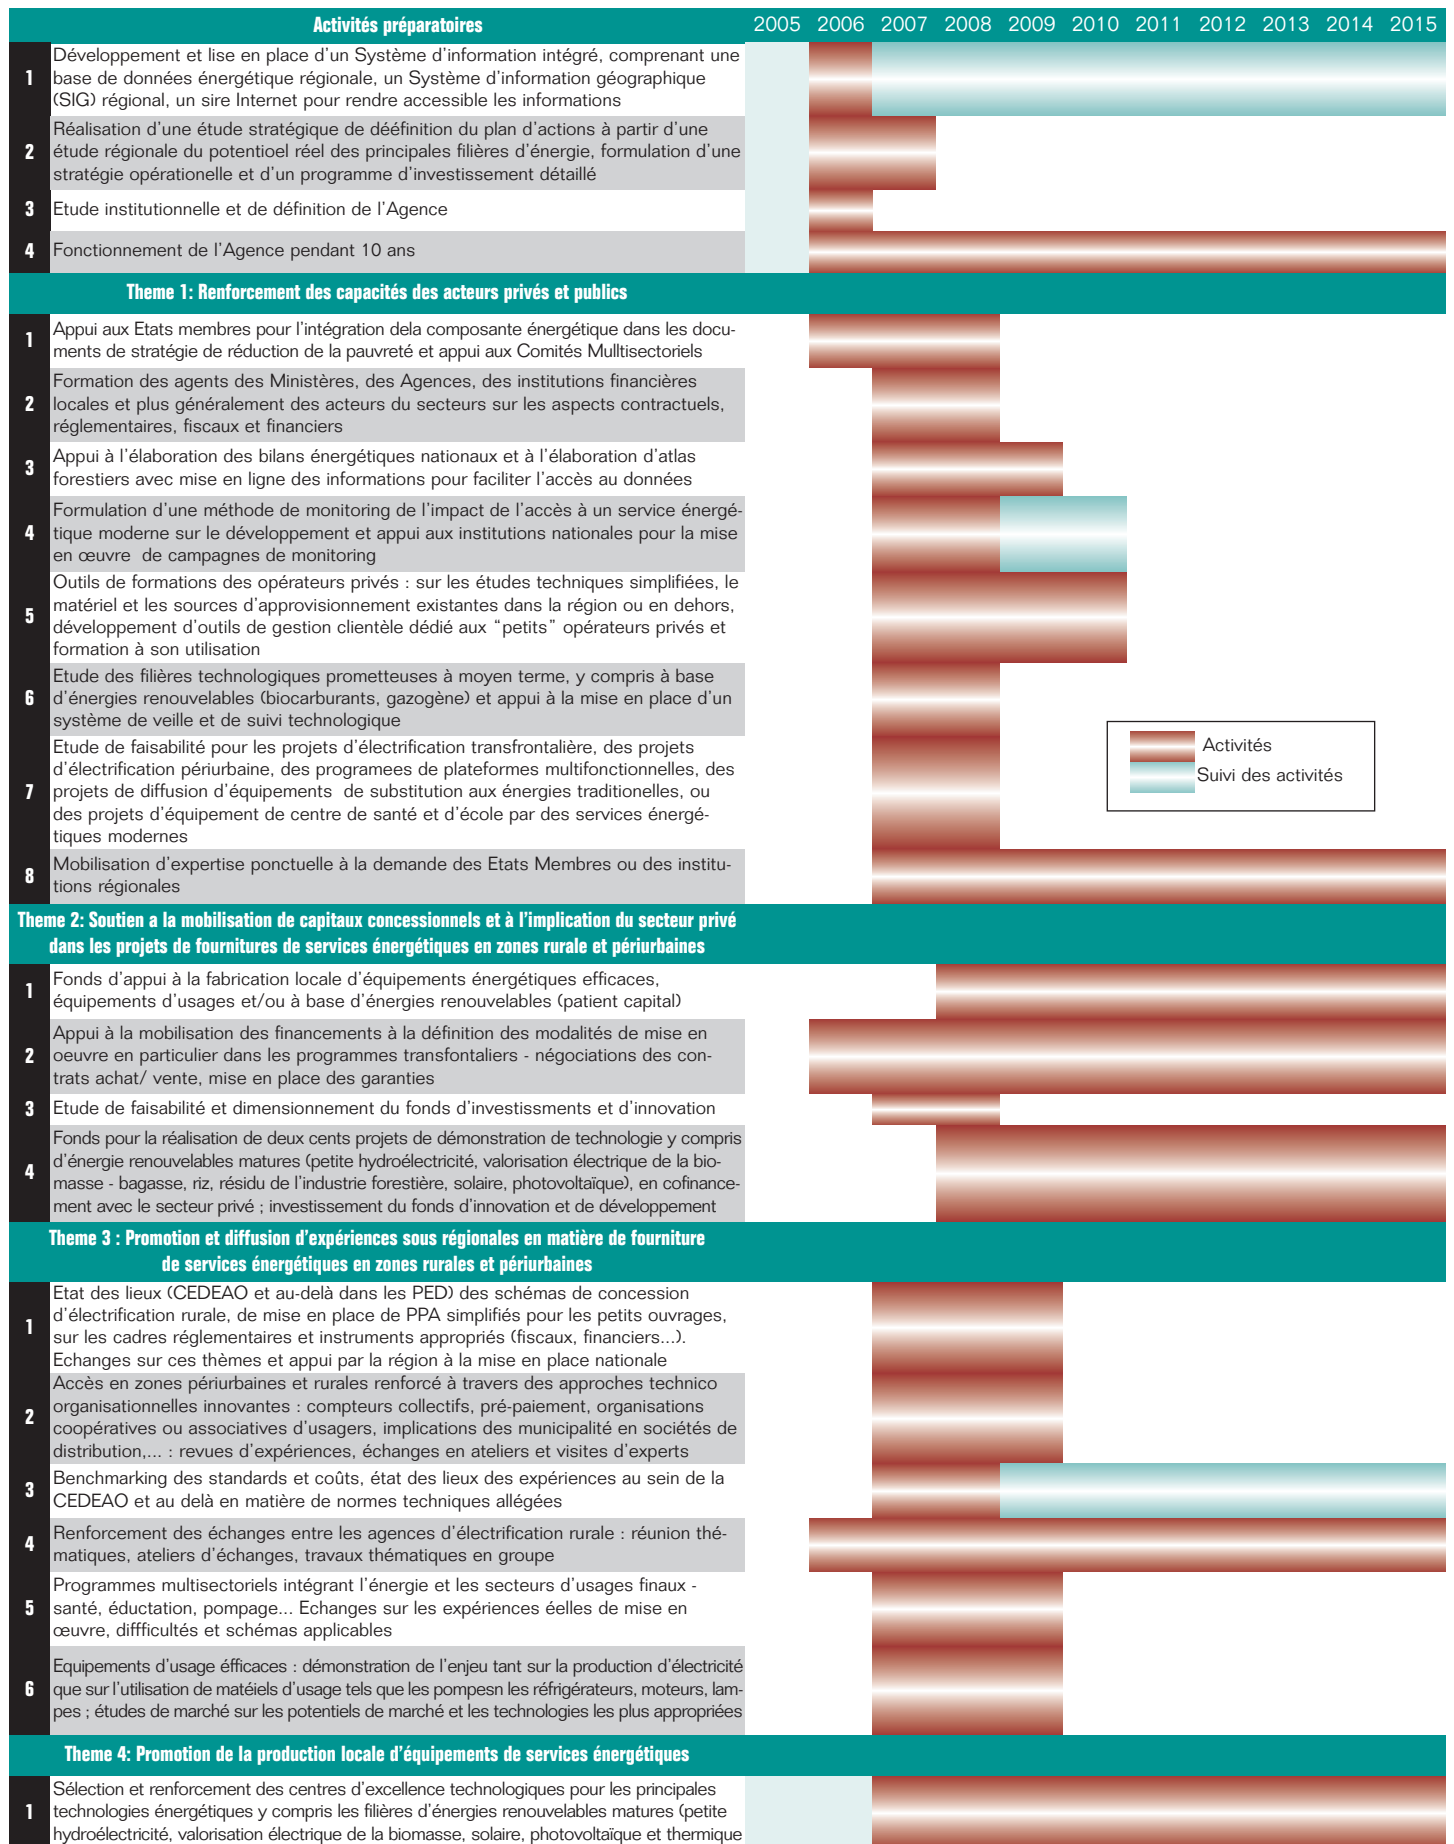 Activités préparatoires 2005 2006 2007 2008 2009 2010 2011 2012 2013 2014 2015
1 Développement et lise en place d'un Système d'information intégré, comprenant une
base de données énergétique régionale, un Système d'information géographique
(SIG) régional, un sire Internet pour rendre accessible les informations
2 Réalisation d'une étude stratégique de dééfinition du plan d'actions à partir d'une
étude régionale du potentioel réel des principales filières d'énergie, formulation d'une
stratégie opérationelle et d'un programme d'investissement détaillé
3 Etude institutionnelle et de définition de l'Agence
4 Fonctionnement de l'Agence pendant 10 ans
Theme 1: Renforcement des capacités des acteurs privés et publics
1 Appui aux Etats membres pour l'intégration dela composante énergétique dans les docu-
ments de stratégie de réduction de la pauvreté et appui aux Comités Mulltisectoriels
2 Formation des agents des Ministères, des Agences, des institutions financières
locales et plus généralement des acteurs du secteurs sur les aspects contractuels,
réglementaires, fiscaux et financiers
3 Appui à l'élaboration des bilans énergétiques nationaux et à l'élaboration d'atlas
forestiers avec mise en ligne des informations pour faciliter l'accès au données
4 Formulation d'une méthode de monitoring de l'impact de l'accès à un service énergé-
tique moderne sur le développement et appui aux institutions nationales pour la mise
en œuvre de campagnes de monitoring
5 Outils de formations des opérateurs privés : sur les études techniques simplifiées, le
matériel et les sources d'approvisionnement existantes dans la région ou en dehors,
développement d'outils de gestion clientèle dédié aux "petits" opérateurs privés et
formation à son utilisation
6 Etude des filières technologiques prometteuses à moyen terme, y compris à base
d'énergies renouvelables (biocarburants, gazogène) et appui à la mise en place d'un
système de veille et de suivi technologique
7 Etude de faisabilité pour les projets d'électrification transfrontalière, des projets
d'électrification périurbaine, des programees de plateformes multifonctionnelles, des
projets de diffusion d'équipements de substitution aux énergies traditionelles, ou
des projets d'équipement de centre de santé et d'école par des services énergé-
tiques modernes
Activités
Suivi des activités
8 Mobilisation d'expertise ponctuelle à la demande des Etats Membres ou des institu-
tions régionales
Theme 2: Soutien a la mobilisation de capitaux concessionnels et à l'implication du secteur privé
dans les projets de fournitures de services énergétiques en zones rurale et périurbaines
1 Fonds d'appui à la fabrication locale d'équipements énergétiques efficaces,
équipements d'usages et/ou à base d'énergies renouvelables (patient capital)
2 Appui à la mobilisation des financements à la définition des modalités de mise en
oeuvre en particulier dans les programmes transfontaliers - négociations des con-
trats achat/ vente, mise en place des garanties
3 Etude de faisabilité et dimensionnement du fonds d'investissments et d'innovation
4 Fonds pour la réalisation de deux cents projets de démonstration de technologie y compris
d'énergie renouvelables matures (petite hydroélectricité, valorisation électrique de la bio-
masse - bagasse, riz, résidu de l'industrie forestière, solaire, photovoltaïque), en cofinance-
ment avec le secteur privé ; investissement du fonds d'innovation et de développement
Theme 3 : Promotion et diffusion d'expériences sous régionales en matière de fourniture
de services énergétiques en zones rurales et périurbaines
1 Etat des lieux (CEDEAO et au-delà dans les PED) des schémas de concession
d'électrification rurale, de mise en place de PPA simplifiés pour les petits ouvrages,
sur les cadres réglementaires et instruments appropriés (fiscaux, financiers...).
Echanges sur ces thèmes et appui par la région à la mise en place nationale
2 Accès en zones périurbaines et rurales renforcé à travers des approches technico
organisationnelles innovantes : compteurs collectifs, pré-paiement, organisations
coopératives ou associatives d'usagers, implications des municipalité en sociétés de
distribution,... : revues d'expériences, échanges en ateliers et visites d'experts
3 Benchmarking des standards et coûts, état des lieux des expériences au sein de la
CEDEAO et au delà en matière de normes techniques allégées
4 Renforcement des échanges entre les agences d'électrification rurale : réunion thé-
matiques, ateliers d'échanges, travaux thématiques en groupe
5 Programmes multisectoriels intégrant l'énergie et les secteurs d'usages finaux -
santé, éductation, pompage... Echanges sur les expériences éelles de mise en
œuvre, diffficultés et schémas applicables
6 Equipements d'usage éfficaces : démonstration de l'enjeu tant sur la production d'électricité
que sur l'utilisation de matéiels d'usage tels que les pompesn les réfrigérateurs, moteurs, lam-
pes ; études de marché sur les potentiels de marché et les technologies les plus appropriées
Theme 4: Promotion de la production locale d'équipements de services énergétiques
1 Sélection et renforcement des centres d'excellence technologiques pour les principales
technologies énergétiques y compris les filières d'énergies renouvelables matures (petite
hydroélectricité, valorisation électrique de la biomasse, solaire, photovoltaïque et thermique